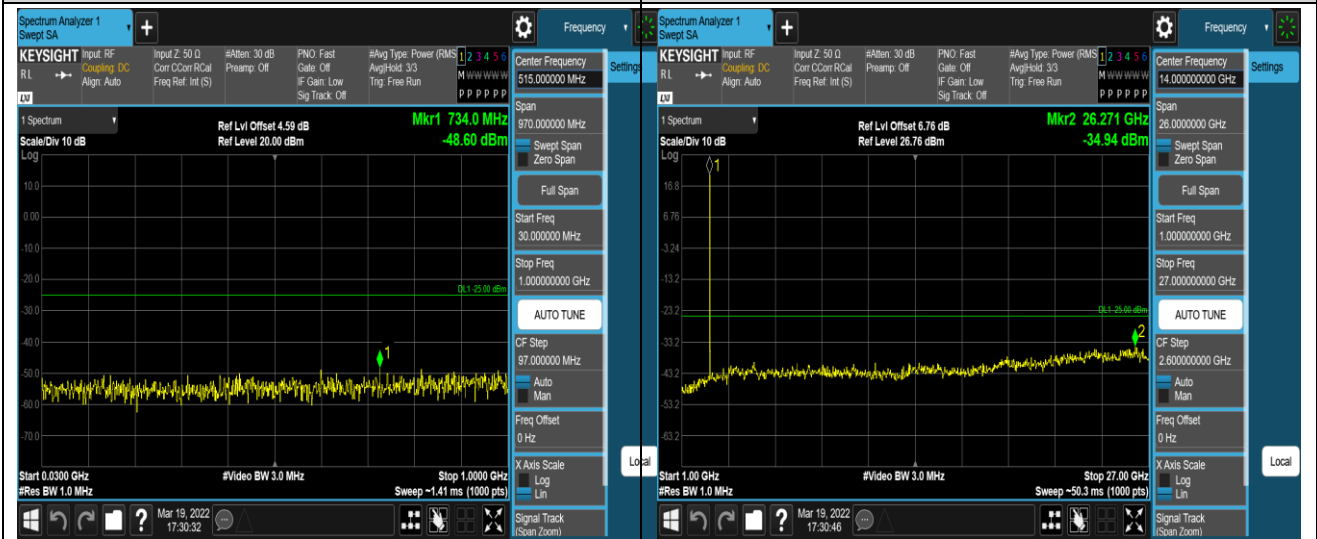 Spectrum Analyzer 1
Swept SA
Frequency
KEYSIGHT
Input: RF
Coupling: DC
Align: Auto
Input Z: 50 Ω
Corr CCorr RCal
Freq Ref: Int (S)
#Atten: 30 dB
Preamp: Off
PNO: Fast
Gate: Off
IF Gain: Low
Sig Track: Off
#Avg Type: Power (RMS
Avg|Hold: 3/3
Trig: Free Run
1 2 3 4 5 6
M W W W W W
P P P P P P
RL
LXI
Center Frequency
515.000000 MHz
Settings
1 Spectrum
Scale/Div 10 dB
Log
Ref Lvl Offset 4.59 dB
Ref Level 20.00 dBm
Mkr1 734.0 MHz
-48.60 dBm
10.0
0.00
-10.0
-20.0
DL1 -25.00 dBm
-30.0
-40.0
1
-50.0
-60.0
-70.0
Start 0.0300 GHz
#Res BW 1.0 MHz
#Video BW 3.0 MHz
Stop 1.0000 GHz
Sweep ~1.41 ms (1000 pts)
Span
970.000000 MHz
Swept Span
Zero Span
Full Span
Start Freq
30.000000 MHz
Stop Freq
1.000000000 GHz
AUTO TUNE
CF Step
97.000000 MHz
Auto
Man
Freq Offset
0 Hz
X Axis Scale
Log
Lin
Signal Track
(Span Zoom)
Local
Mar 19, 2022
17:30:32
Spectrum Analyzer 1
Swept SA
Frequency
KEYSIGHT
Input: RF
Coupling: DC
Align: Auto
Input Z: 50 Ω
Corr CCorr RCal
Freq Ref: Int (S)
#Atten: 30 dB
Preamp: Off
PNO: Fast
Gate: Off
IF Gain: Low
Sig Track: Off
#Avg Type: Power (RMS
Avg|Hold: 3/3
Trig: Free Run
1 2 3 4 5 6
M W W W W W
P P P P P P
RL
LXI
Center Frequency
14.000000000 GHz
Settings
1 Spectrum
Scale/Div 10 dB
Log
Ref Lvl Offset 6.76 dB
Ref Level 26.76 dBm
Mkr2 26.271 GHz
-34.94 dBm
1
16.8
6.76
-3.24
-13.2
-23.2
DL1 -25.00 dBm
2
-33.2
-43.2
-53.2
-63.2
Start 1.00 GHz
#Res BW 1.0 MHz
#Video BW 3.0 MHz
Stop 27.00 GHz
Sweep ~50.3 ms (1000 pts)
Span
26.0000000 GHz
Swept Span
Zero Span
Full Span
Start Freq
1.000000000 GHz
Stop Freq
27.000000000 GHz
AUTO TUNE
CF Step
2.600000000 GHz
Auto
Man
Freq Offset
0 Hz
X Axis Scale
Log
Lin
Signal Track
(Span Zoom)
Local
Mar 19, 2022
17:30:46